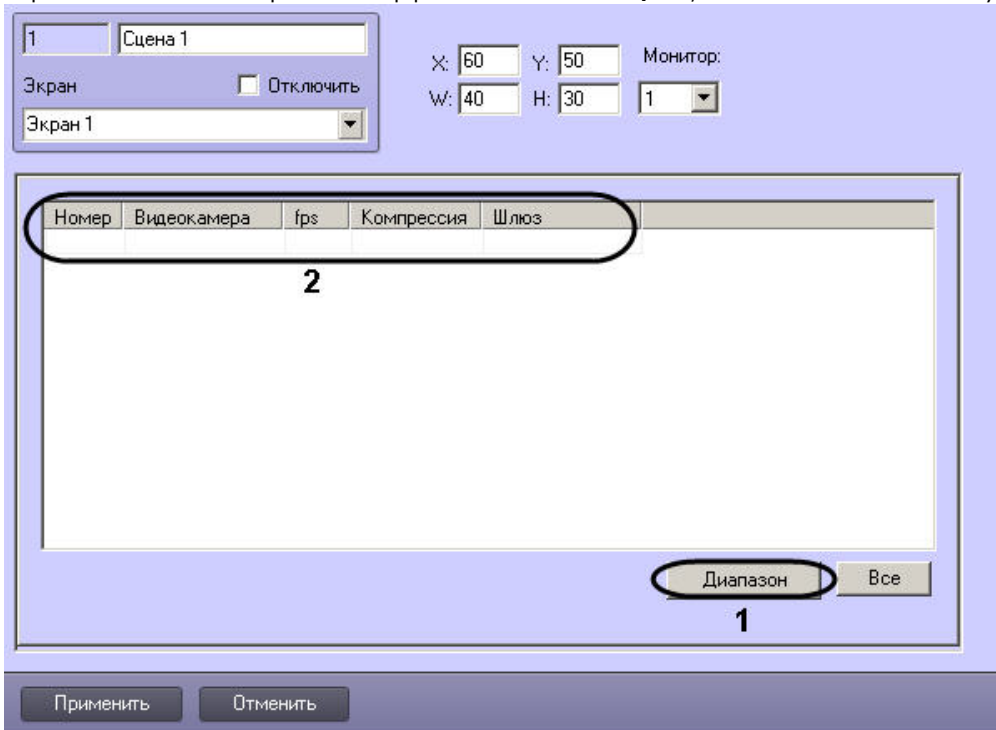 1 Сцена 1
Экран Отключить
Экран 1
X: 60 Y: 50 Монитор:
W: 40 H: 30 1
Номер Видеокамера fps Компрессия Шлюз
2
Диапазон Все
1
Применить Отменить